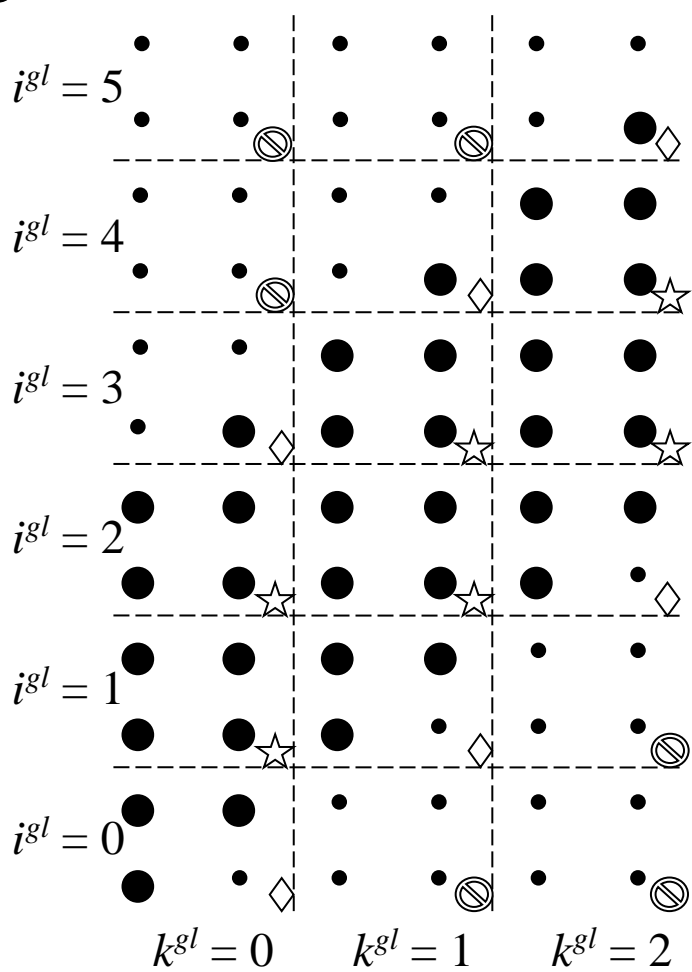 i^{gl} = 5
i^{gl} = 4
i^{gl} = 3
i^{gl} = 2
i^{gl} = 1
i^{gl} = 0
k^{gl} = 0 k^{gl} = 1 k^{gl} = 2